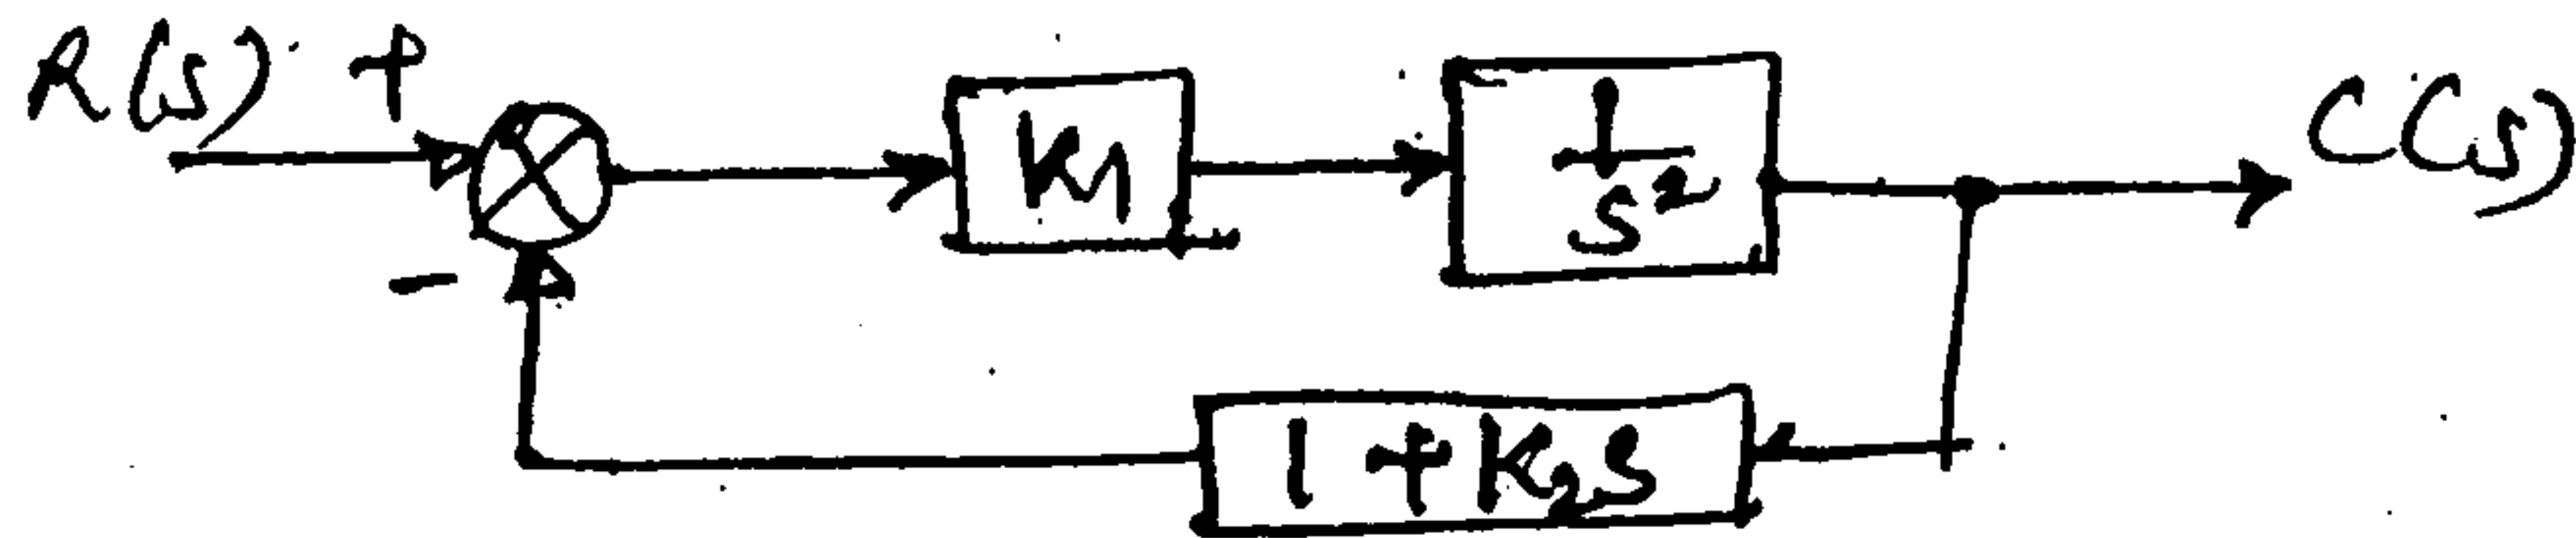 R(s) +
K1
1/s²
C(s)
-
1 + K₂s